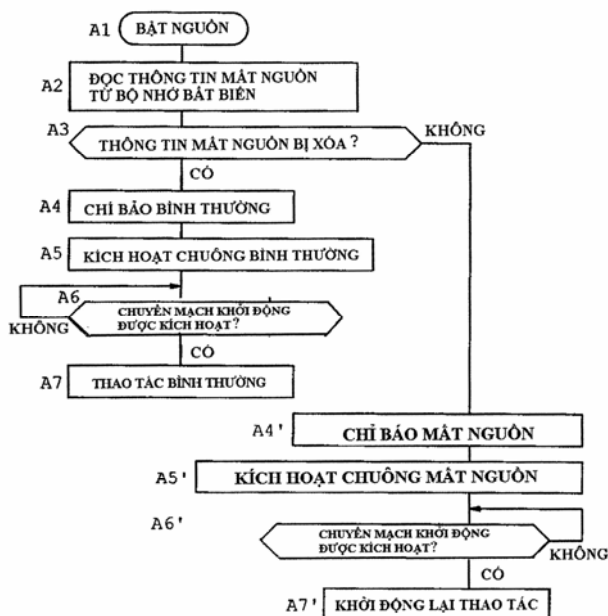 A1 BẬT NGUỒN
A2 ĐỌC THÔNG TIN MẤT NGUỒN
TỪ BỘ NHỚ BẤT BIẾN
A3 THÔNG TIN MẤT NGUỒN BỊ XÓA?
KHÔNG
CÓ
A4 CHỈ BẢO BÌNH THƯỜNG
A5 KÍCH HOẠT CHUÔNG BÌNH THƯỜNG
A6 CHUYỂN MẠCH KHỞI ĐỘNG
ĐƯỢC KÍCH HOẠT?
KHÔNG
CÓ
A7 THAO TÁC BÌNH THƯỜNG
A4' CHỈ BÁO MẤT NGUỒN
A5' KÍCH HOẠT CHUÔNG MẤT NGUỒN
A6' CHUYỂN MẠCH KHỞI ĐỘNG
ĐƯỢC KÍCH HOẠT?
KHÔNG
CÓ
A7' KHỞI ĐỘNG LẠI THAO TÁC